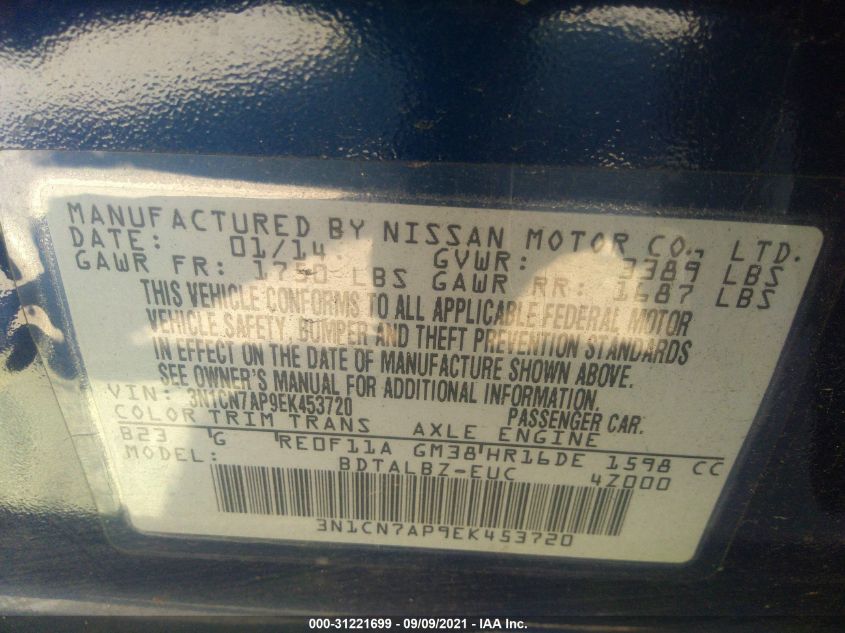 MANUFACTURED BY NISSAN MOTOR CO., LTD.
DATE: 01/14 GVWR: 3389 LBS
GAWR FR: 1730 LBS GAWR RR: 1687 LBS
THIS VEHICLE CONFORMS TO ALL APPLICABLE FEDERAL MOTOR
VEHICLE SAFETY, BUMPER AND THEFT PREVENTION STANDARDS
IN EFFECT ON THE DATE OF MANUFACTURE SHOWN ABOVE.
SEE OWNER'S MANUAL FOR ADDITIONAL INFORMATION.
VIN: 3N1CN7AP9EK453720 PASSENGER CAR.
COLOR TRIM TRANS AXLE ENGINE
B23 G RE0F11A GM38 HR16DE 1598 CC
MODEL: BDTALBZ-EUC 4Z000
3N1CN7AP9EK453720
000-31221699 - 09/09/2021 - IAA Inc.